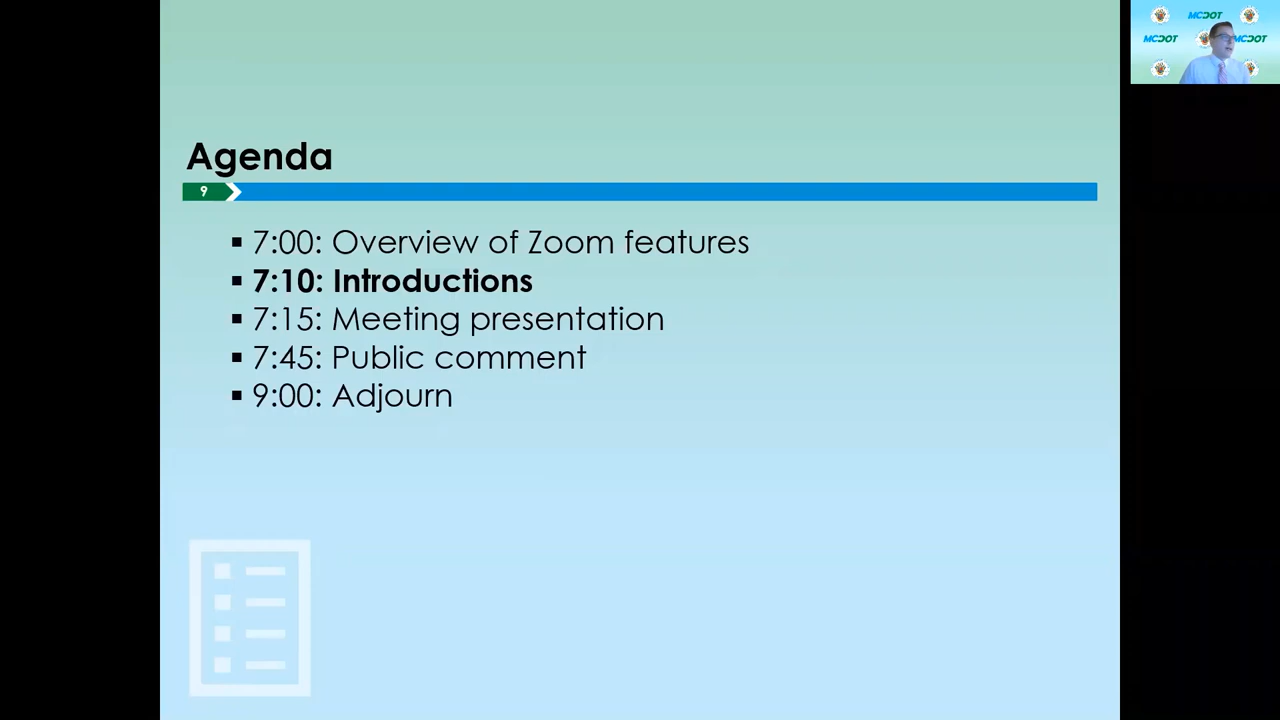 MCDOT
MCDOT
MCDOT
Agenda
9
▪ 7:00: Overview of Zoom features
▪ 7:10: Introductions
▪ 7:15: Meeting presentation
▪ 7:45: Public comment
▪ 9:00: Adjourn